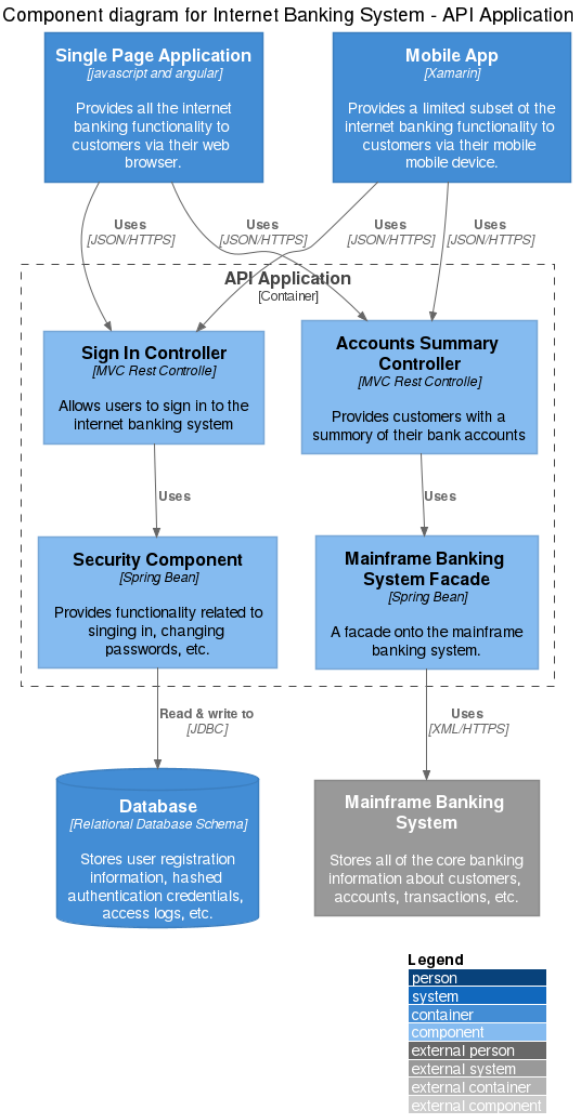 Component diagram for Internet Banking System - API Application
Single Page Application
[javascript and angular]
Provides all the internet
banking functionality to
customers via their web
browser.
Mobile App
[Xamarin]
Provides a limited subset ot the
internet banking functionality to
customers via their mobile
mobile device.
Uses
[JSON/HTTPS]
Uses
[JSON/HTTPS]
Uses
[JSON/HTTPS]
Uses
[JSON/HTTPS]
API Application
[Container]
Sign In Controller
[MVC Rest Controlle]
Allows users to sign in to the
internet banking system
Accounts Summary
Controller
[MVC Rest Controlle]
Provides customers with a
summory of their bank accounts
Uses
Uses
Security Component
[Spring Bean]
Provides functionality related to
singing in, changing
passwords, etc.
Mainframe Banking
System Facade
[Spring Bean]
A facade onto the mainframe
banking system.
Read & write to
[JDBC]
Uses
[XML/HTTPS]
Database
[Relational Database Schema]
Stores user registration
information, hashed
authentication credentials,
access logs, etc.
Mainframe Banking
System
Stores all of the core banking
information about customers,
accounts, transactions, etc.
Legend
person
system
container
component
external person
external system
external container
external component